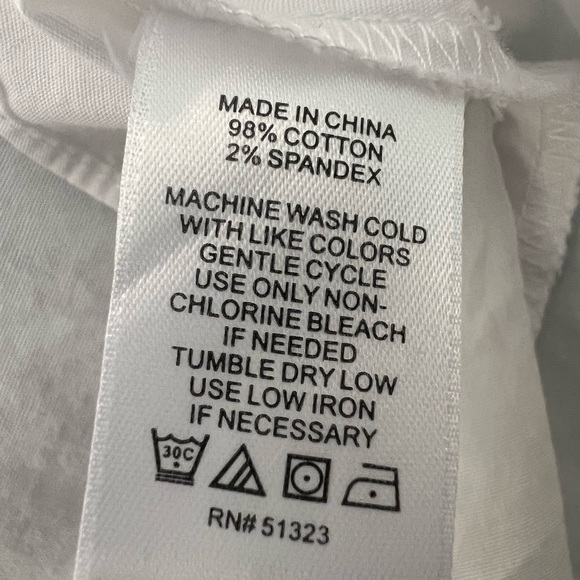 MADE IN CHINA
98% COTTON
2% SPANDEX
MACHINE WASH COLD
WITH LIKE COLORS
GENTLE CYCLE
USE ONLY NON-
CHLORINE BLEACH
IF NEEDED
TUMBLE DRY LOW
USE LOW IRON
IF NECESSARY
30C
RN# 51323